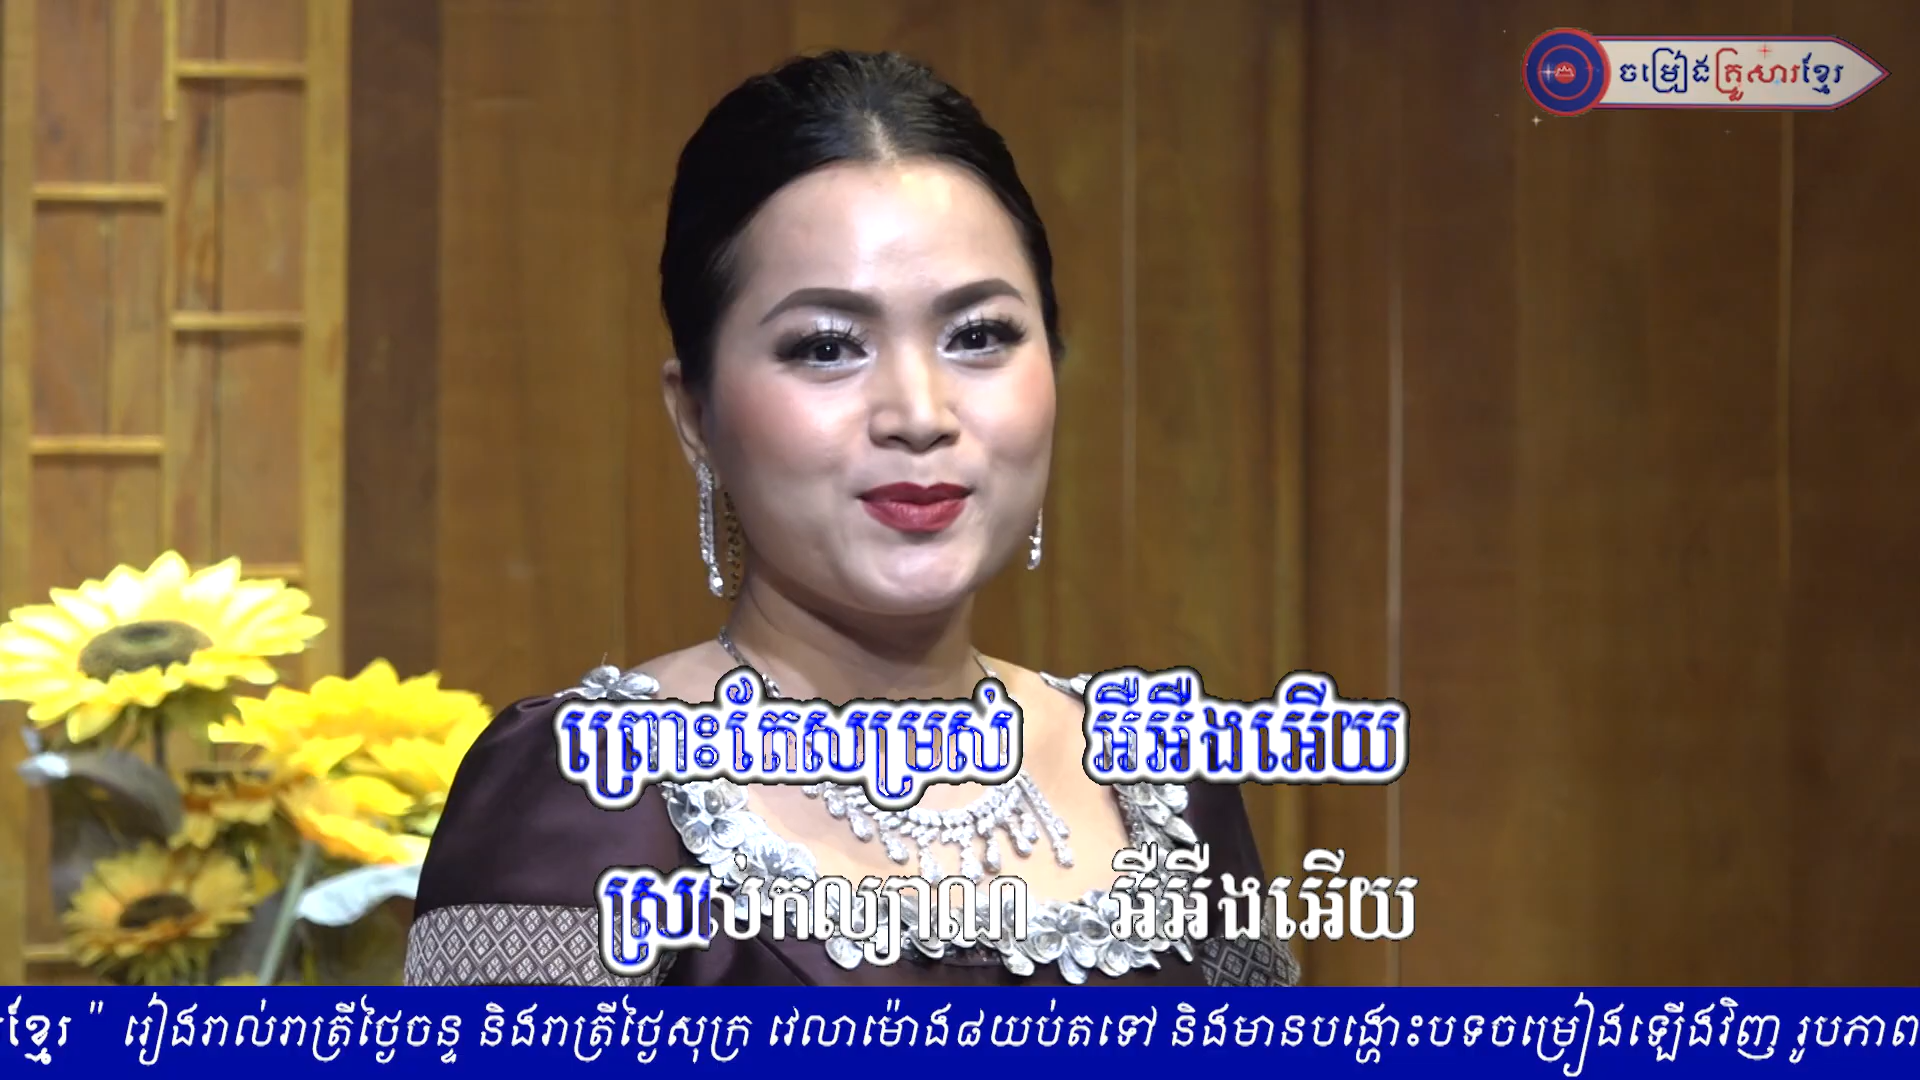 ចម្រៀងគ្រួសារខ្មែរ
ព្រោះតែសម្រស់ អឺអឺងអើយ
ស្រស់កល្យាណ អឺអឺងអើយ
ខ្មែរ " រៀងរាល់រាត្រីថ្ងៃចន្ទ និងរាត្រីថ្ងៃសុក្រ វេលាម៉ោង៨យប់តទៅ និងមានបង្ហោះបទចម្រៀងឡើងវិញ រូបភាព